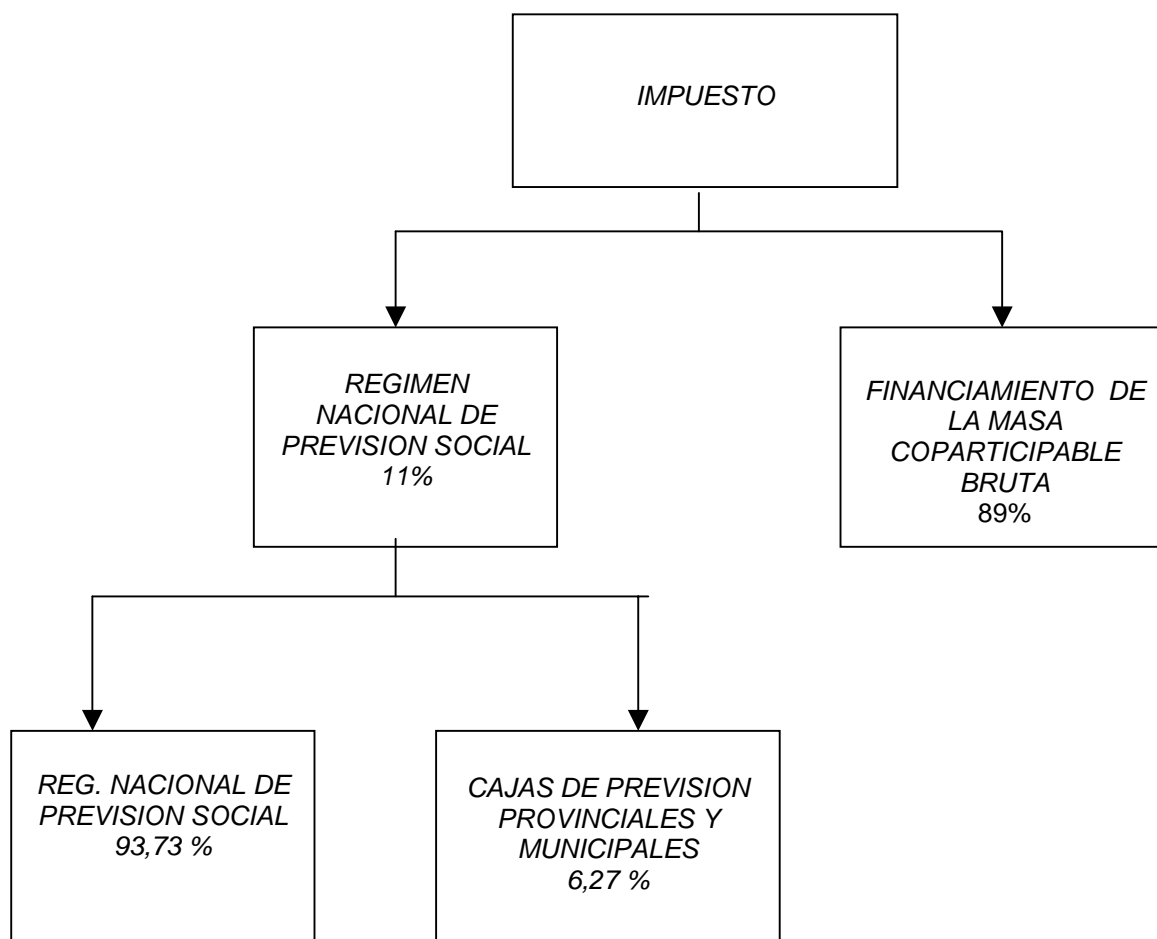 IMPUESTO
REGIMEN
NACIONAL DE
PREVISION SOCIAL
11%
FINANCIAMIENTO DE
LA MASA
COPARTICIPABLE
BRUTA
89%
REG. NACIONAL DE
PREVISION SOCIAL
93,73 %
CAJAS DE PREVISION
PROVINCIALES Y
MUNICIPALES
6,27 %